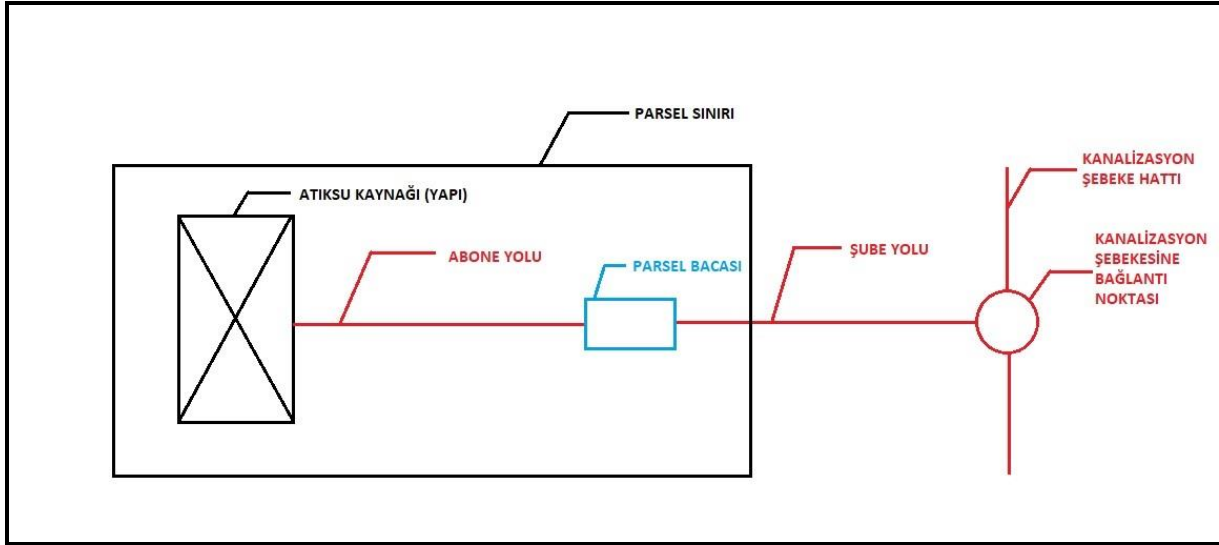 PARSEL SINIRI
ATIKSU KAYNAĞI (YAPI)
ABONE YOLU
PARSEL BACASI
ŞUBE YOLU
KANALİZASYON
ŞEBEKE HATTI
KANALİZASYON
ŞEBEKESİNE
BAĞLANTI
NOKTASI